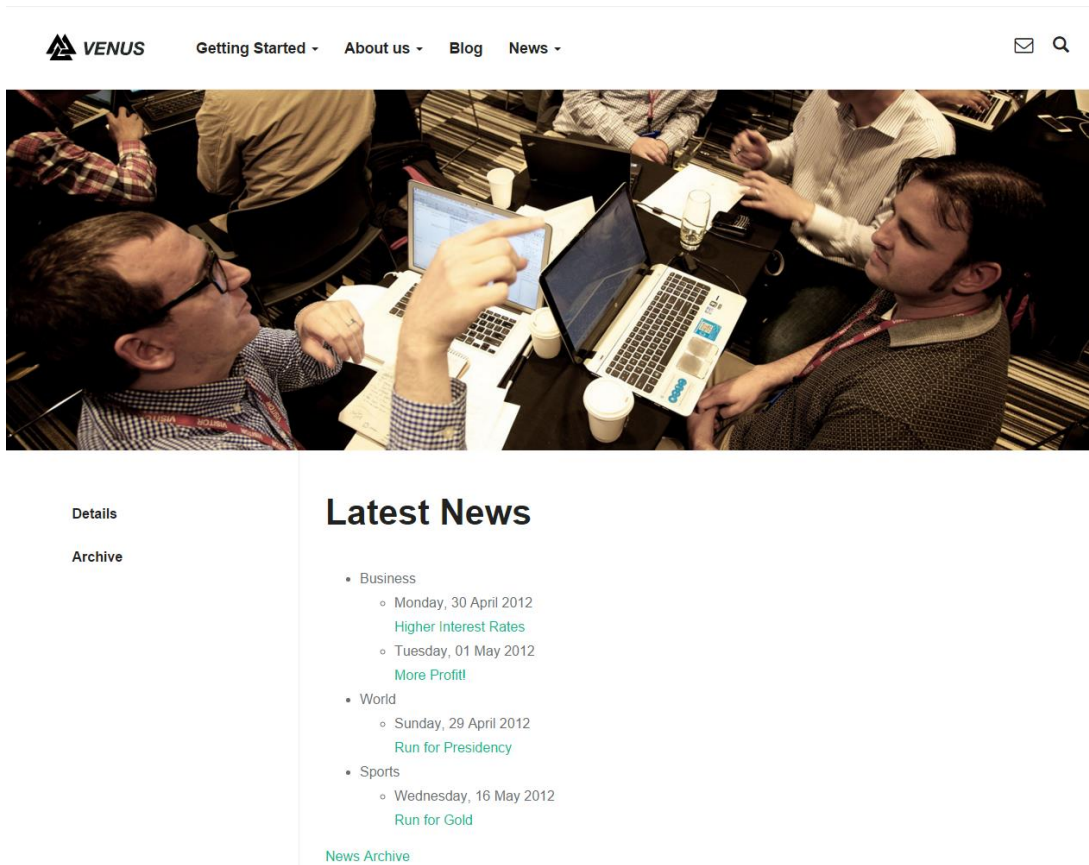 VENUS
Getting Started
About us
Blog
News
VISITOR
VISITOR
Details
Archive
Latest News
Business
Monday, 30 April 2012
Higher Interest Rates
Tuesday, 01 May 2012
More Profit!
World
Sunday, 29 April 2012
Run for Presidency
Sports
Wednesday, 16 May 2012
Run for Gold
News Archive